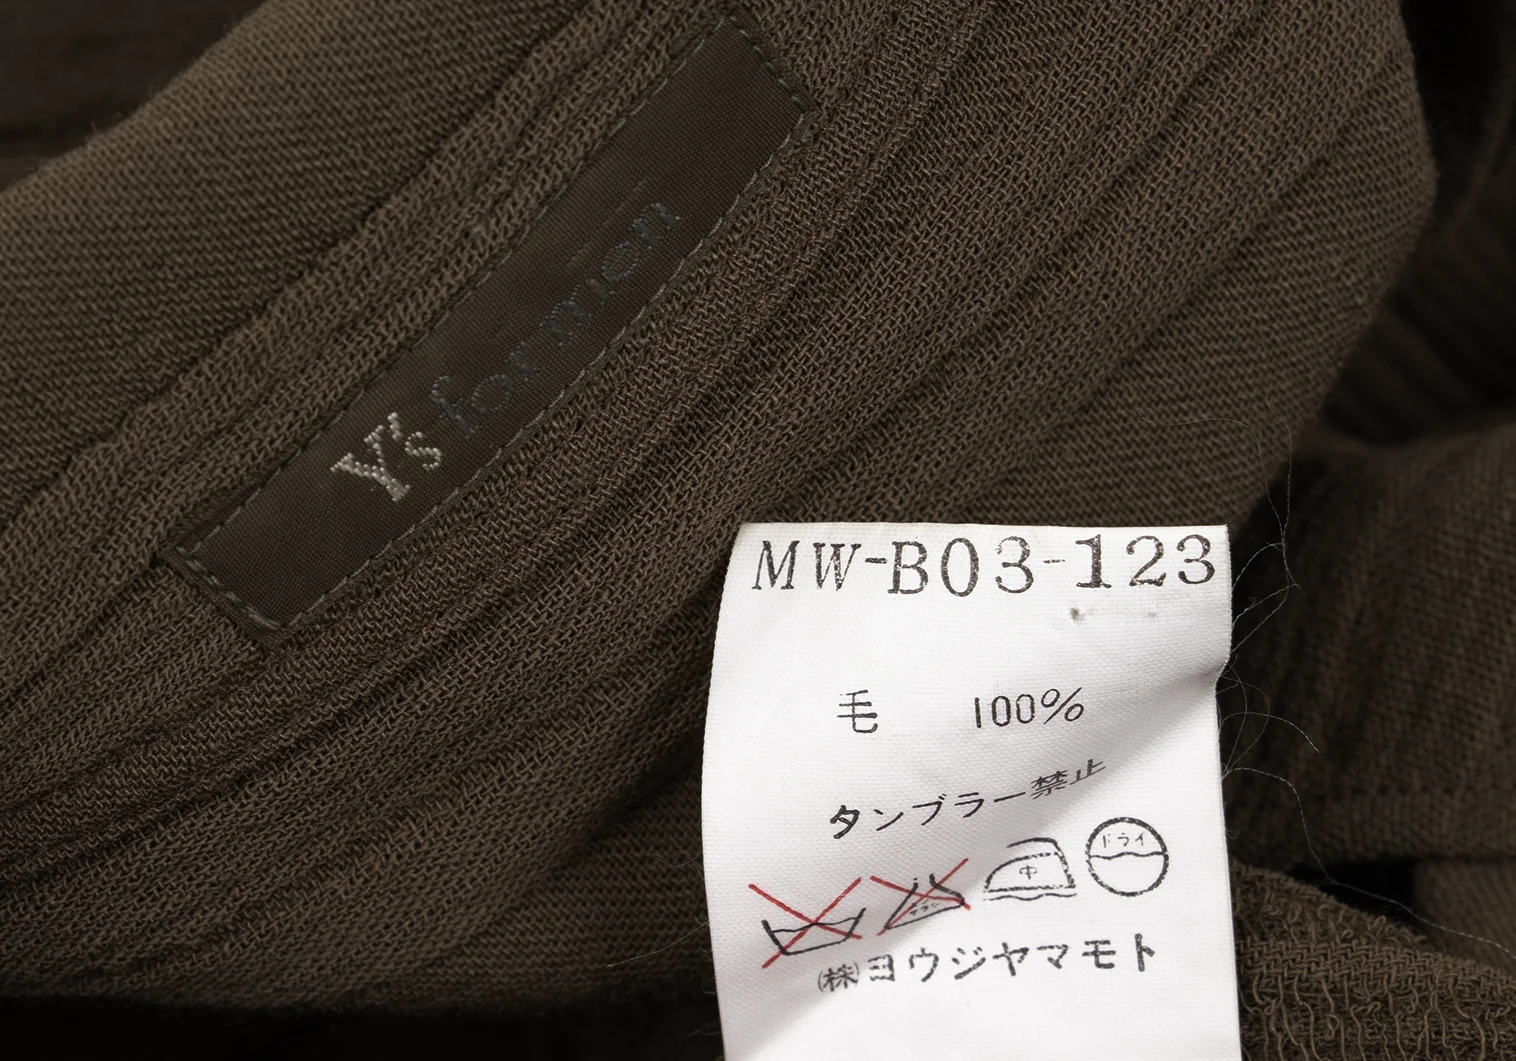 Y's for men
MW-B03-123
毛 100%
タンブラー禁止
中
ドライ
㈱ヨウジヤマモト